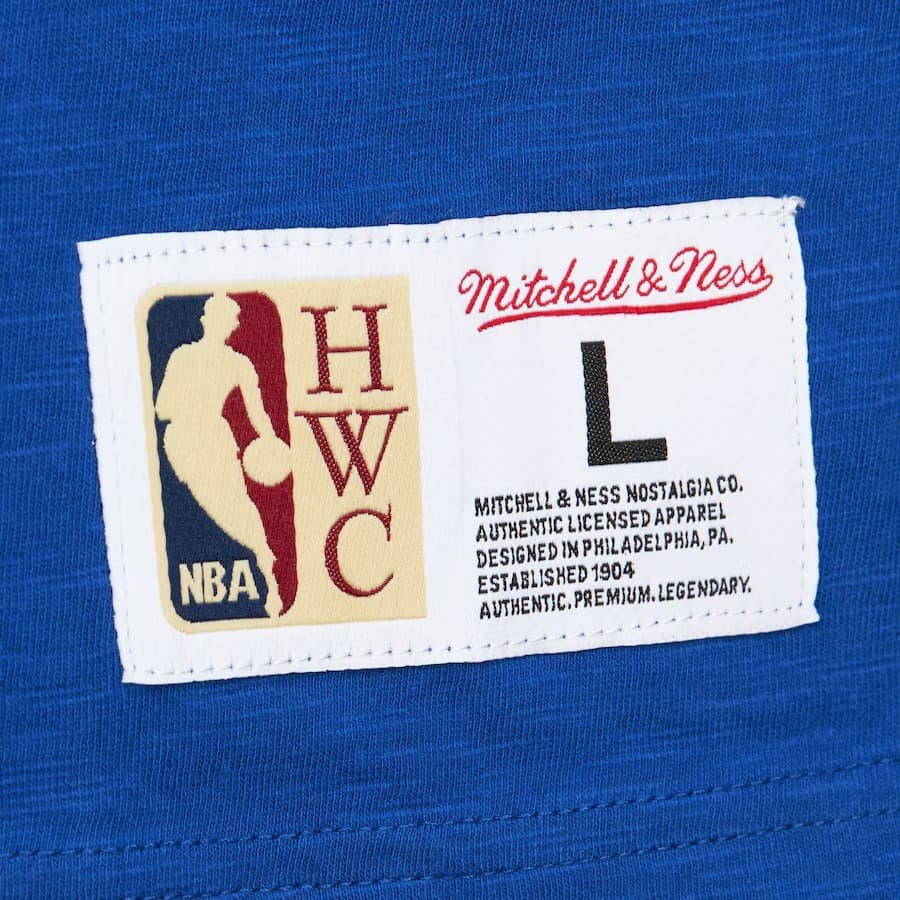 NBA
H
W
C
Mitchell & Ness
L
MITCHELL & NESS NOSTALGIA CO.
AUTHENTIC LICENSED APPAREL
DESIGNED IN PHILADELPHIA, PA.
ESTABLISHED 1904
AUTHENTIC. PREMIUM. LEGENDARY.